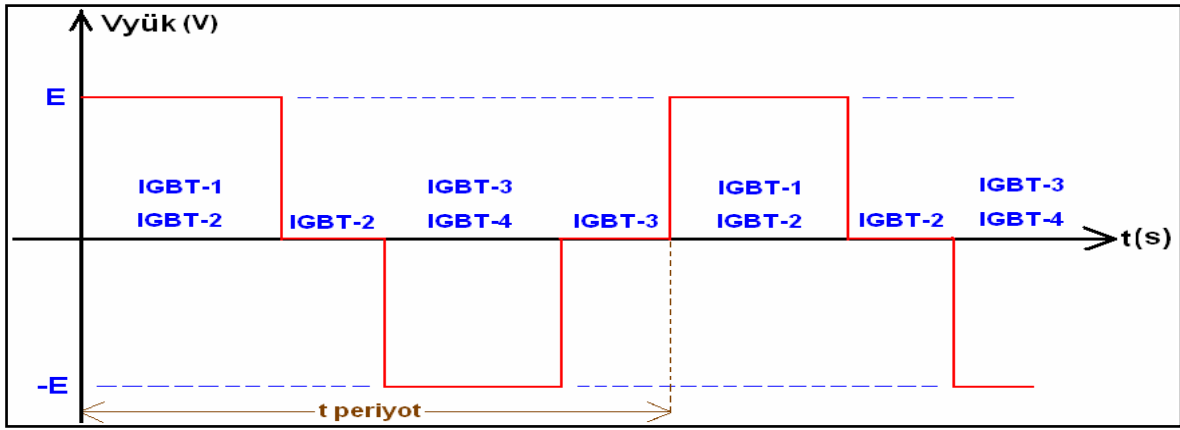 Vyük (V)
E
IGBT-1
IGBT-2
IGBT-2
IGBT-3
IGBT-4
IGBT-3
IGBT-1
IGBT-2
IGBT-2
IGBT-3
IGBT-4
t(s)
-E
t periyot